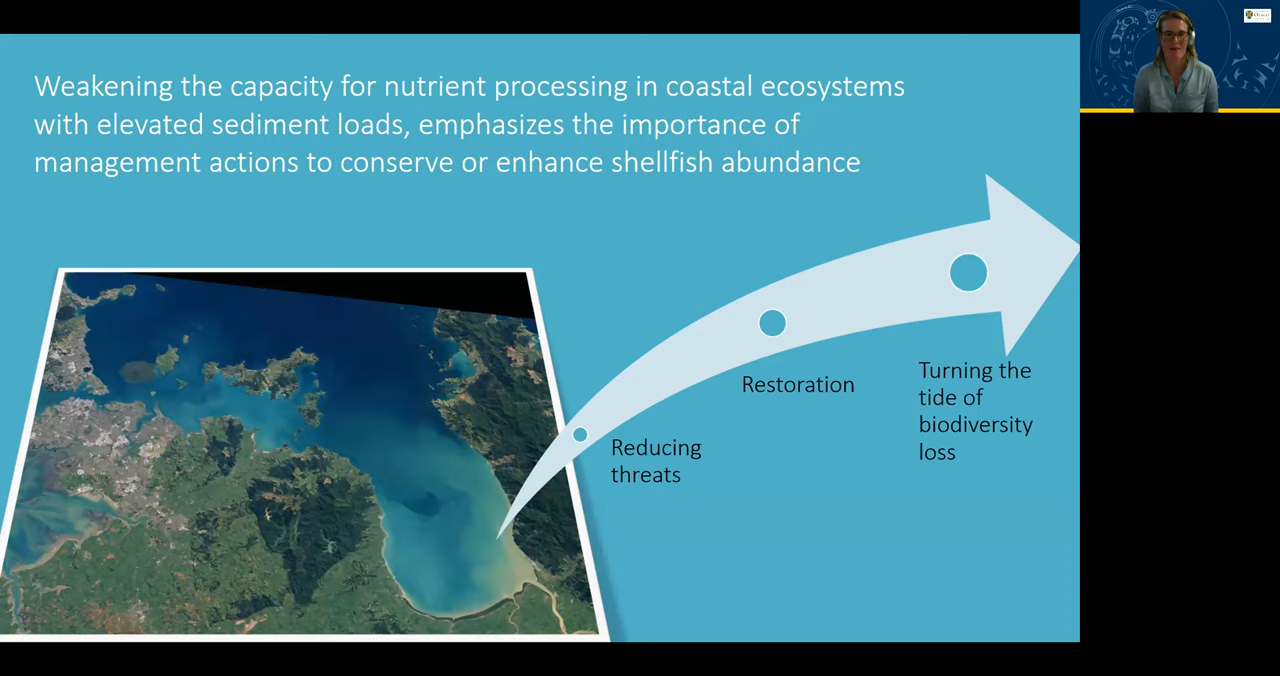 Weakening the capacity for nutrient processing in coastal ecosystems
with elevated sediment loads, emphasizes the importance of
management actions to conserve or enhance shellfish abundance
Reducing
threats
Restoration
Turning the
tide of
biodiversity
loss